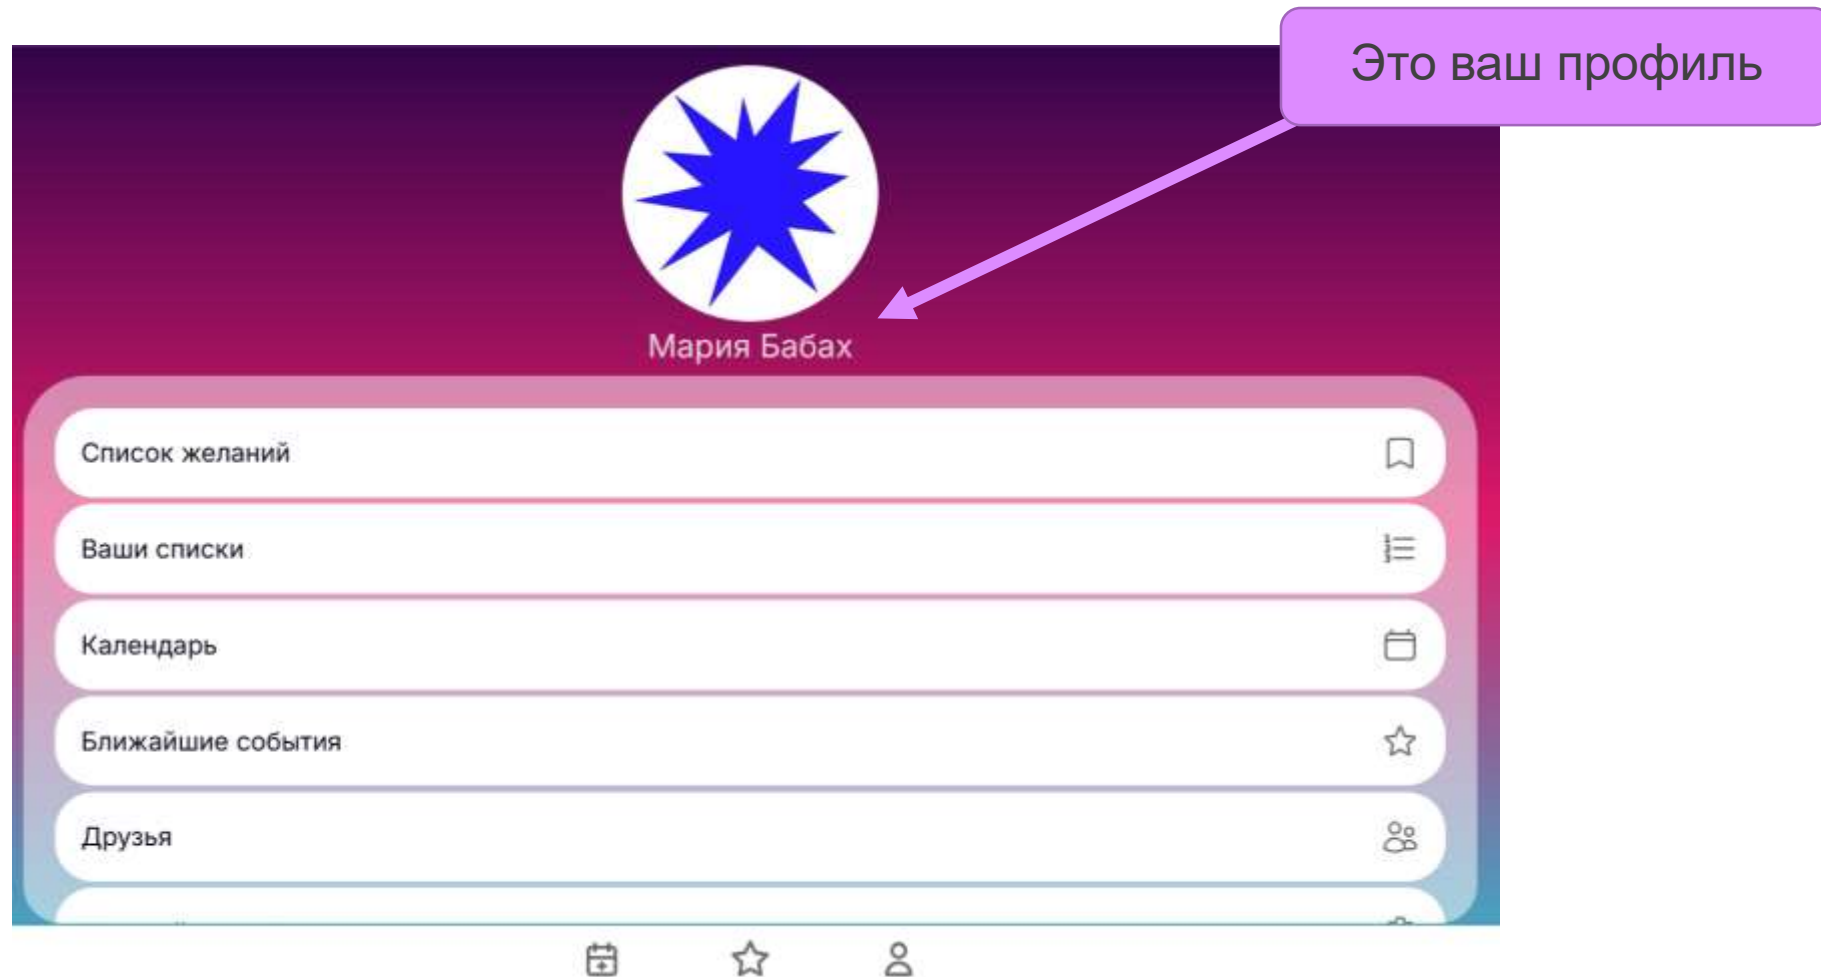 Это ваш профиль
Мария Бабах
Список желаний
Ваши списки
Календарь
Ближайшие события
Друзья